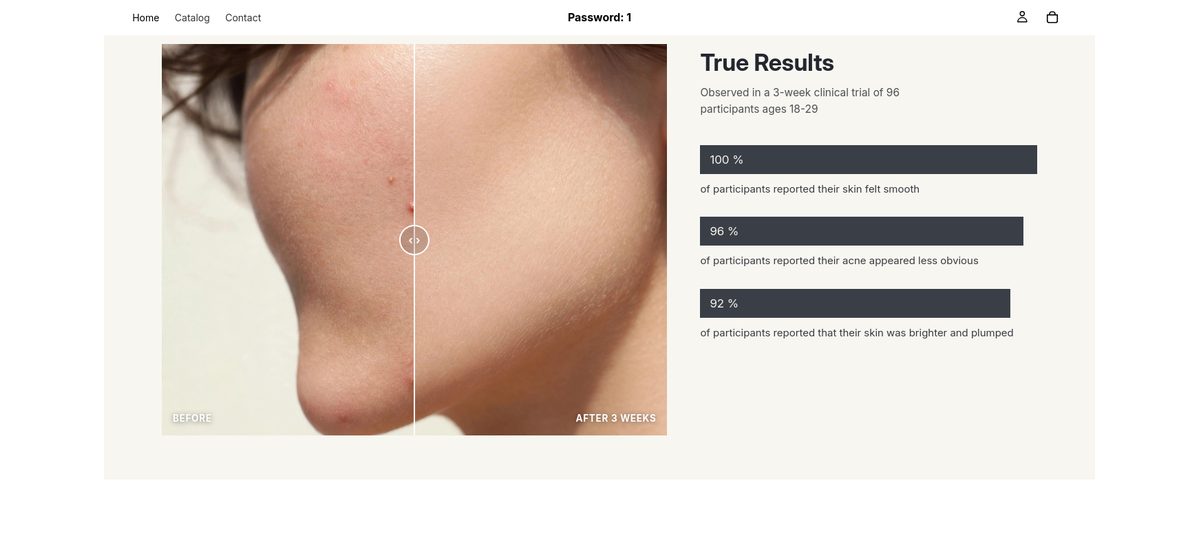 Home Catalog Contact Password: 1
True Results
Observed in a 3-week clinical trial of 96
participants ages 18-29
100 %
of participants reported their skin felt smooth
96 %
of participants reported their acne appeared less obvious
92 %
of participants reported that their skin was brighter and plumped
BEFORE
AFTER 3 WEEKS